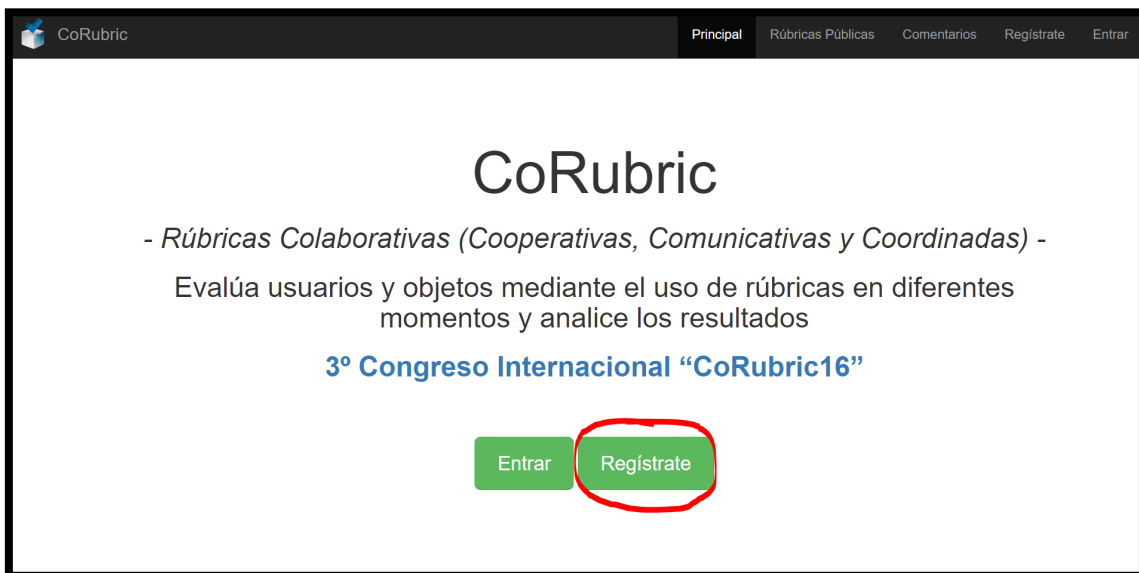 CoRubric
Principal Rúbricas Públicas Comentarios Regístrate Entrar
CoRubric
- Rúbricas Colaborativas (Cooperativas, Comunicativas y Coordinadas) -
Evalúa usuarios y objetos mediante el uso de rúbricas en diferentes
momentos y analice los resultados
3º Congreso Internacional “CoRubric16”
Entrar Regístrate